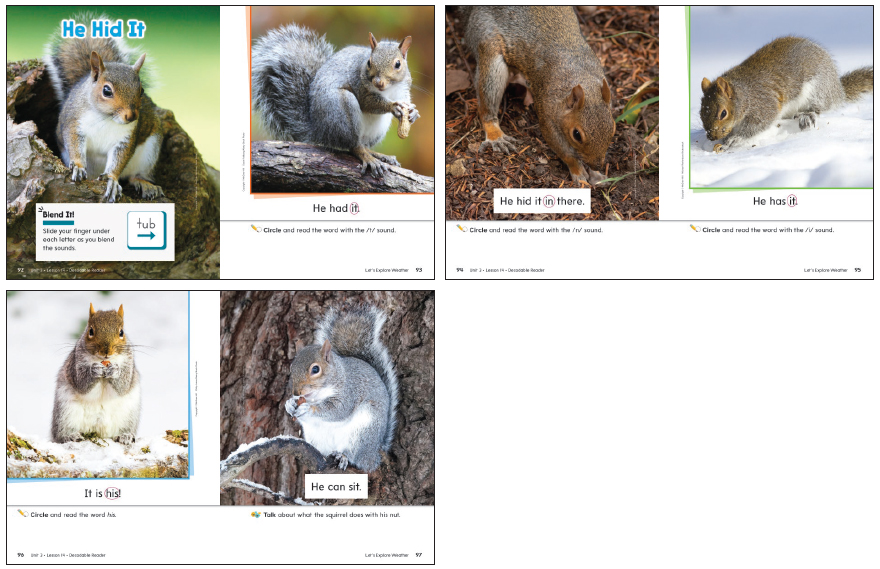 He Hid It
Blend It!
Slide your finger under
each letter as you blend
the sounds.
tub
92 Unit 3 • Lesson 14 • Decodable Reader
He had it.
Circle and read the word with the /t/ sound.
Let's Explore Weather 93
He hid it in there.
Circle and read the word with the /n/ sound.
94 Unit 3 • Lesson 14 • Decodable Reader
He has it.
Circle and read the word with the /i/ sound.
Let's Explore Weather 95
It is his!
Circle and read the word his.
96 Unit 3 • Lesson 14 • Decodable Reader
He can sit.
Talk about what the squirrel does with his nut.
Let's Explore Weather 97